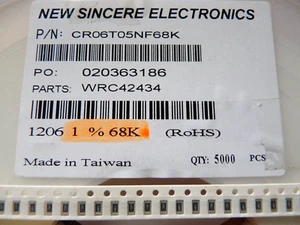 NEW SINCERE ELECTRONICS
P/N: CR06T05NF68K
PO: 020363186
PARTS: WRC42434
1206 1 % 68K (RoHS)
Made in Taiwan QTY: 5000 PCS